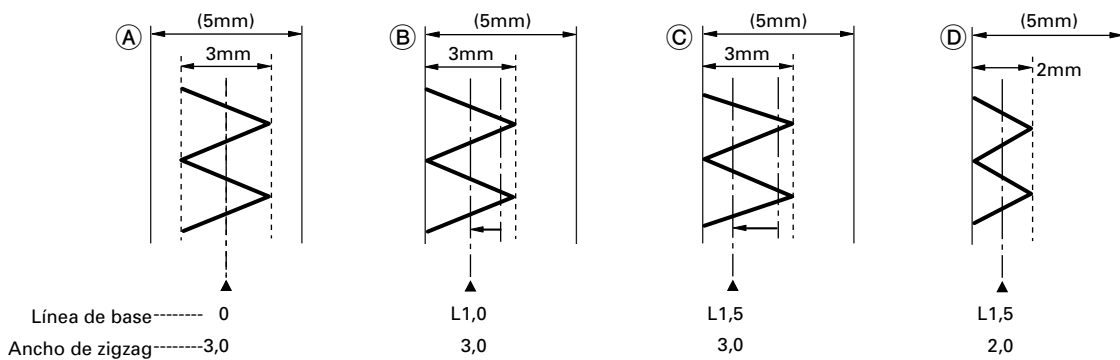 (5mm) (5mm) (5mm) (5mm)
A B C D
3mm 3mm 3mm 2mm
Línea de base 0 L1,0 L1,5 L1,5
Ancho de zigzag 3,0 3,0 3,0 2,0